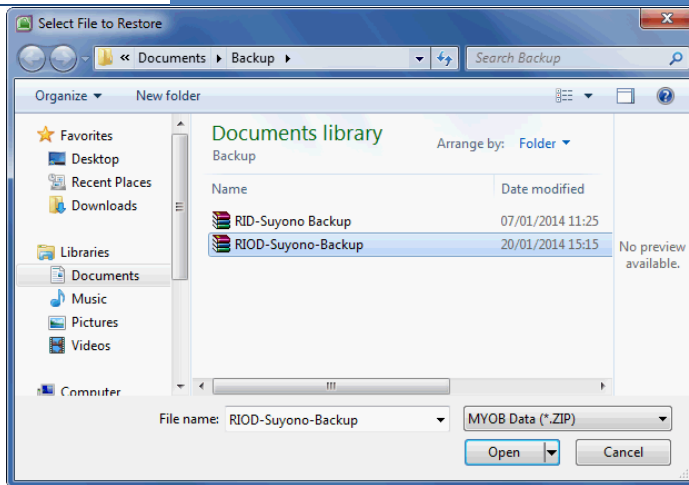 Select File to Restore
« Documents Backup Search Backup
Organize New folder
Favorites
Desktop
Recent Places
Downloads
Libraries
Documents
Music
Pictures
Videos
Computer
Documents library
Backup
Arrange by: Folder
Name Date modified
RID-Suyono Backup 07/01/2014 11:25
RIOD-Suyono-Backup 20/01/2014 15:15
No preview
available.
File name: RIOD-Suyono-Backup MYOB Data (*.ZIP)
Open Cancel